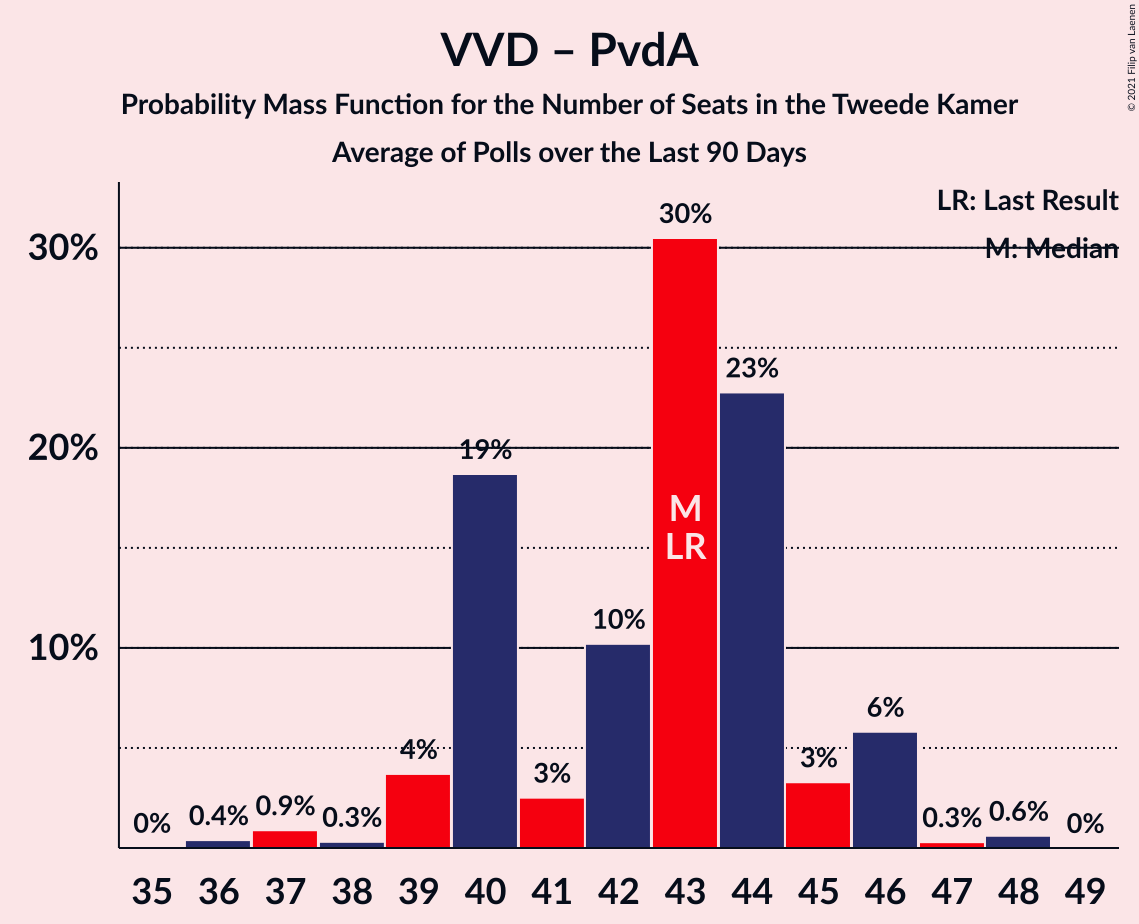 VVD – PvdA
Probability Mass Function for the Number of Seats in the Tweede Kamer
Average of Polls over the Last 90 Days
© 2021 Filip van Laenen
LR: Last Result
M: Median
30%
20%
10%
0%
0.4%
0.9%
0.3%
4%
19%
3%
10%
30%
M
LR
23%
3%
6%
0.3%
0.6%
0%
35 36 37 38 39 40 41 42 43 44 45 46 47 48 49